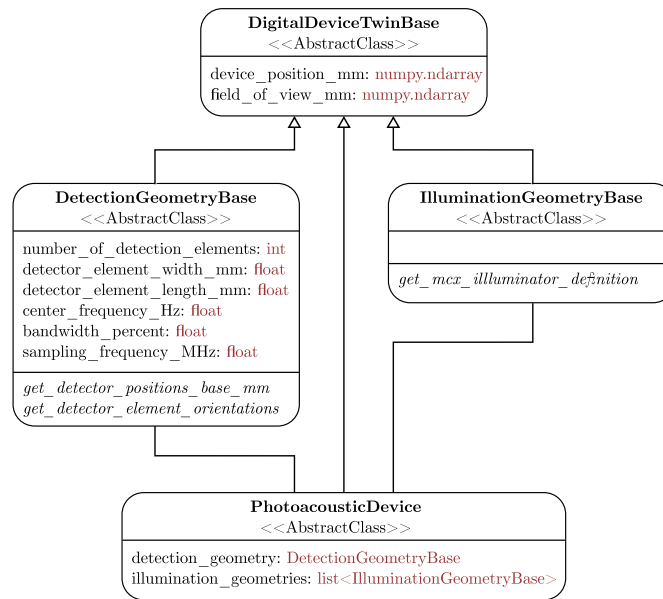 DigitalDeviceTwinBase
<<AbstractClass>>
device_position_mm: numpy.ndarray
field_of_view_mm: numpy.ndarray
DetectionGeometryBase
<<AbstractClass>>
number_of_detection_elements: int
detector_element_width_mm: float
detector_element_length_mm: float
center_frequency_Hz: float
bandwidth_percent: float
sampling_frequency_MHz: float
get_detector_positions_base_mm
get_detector_element_orientations
IlluminationGeometryBase
<<AbstractClass>>
get_mcx_illluminator_definition
PhotoacousticDevice
<<AbstractClass>>
detection_geometry: DetectionGeometryBase
illumination_geometries: list<IlluminationGeometryBase>